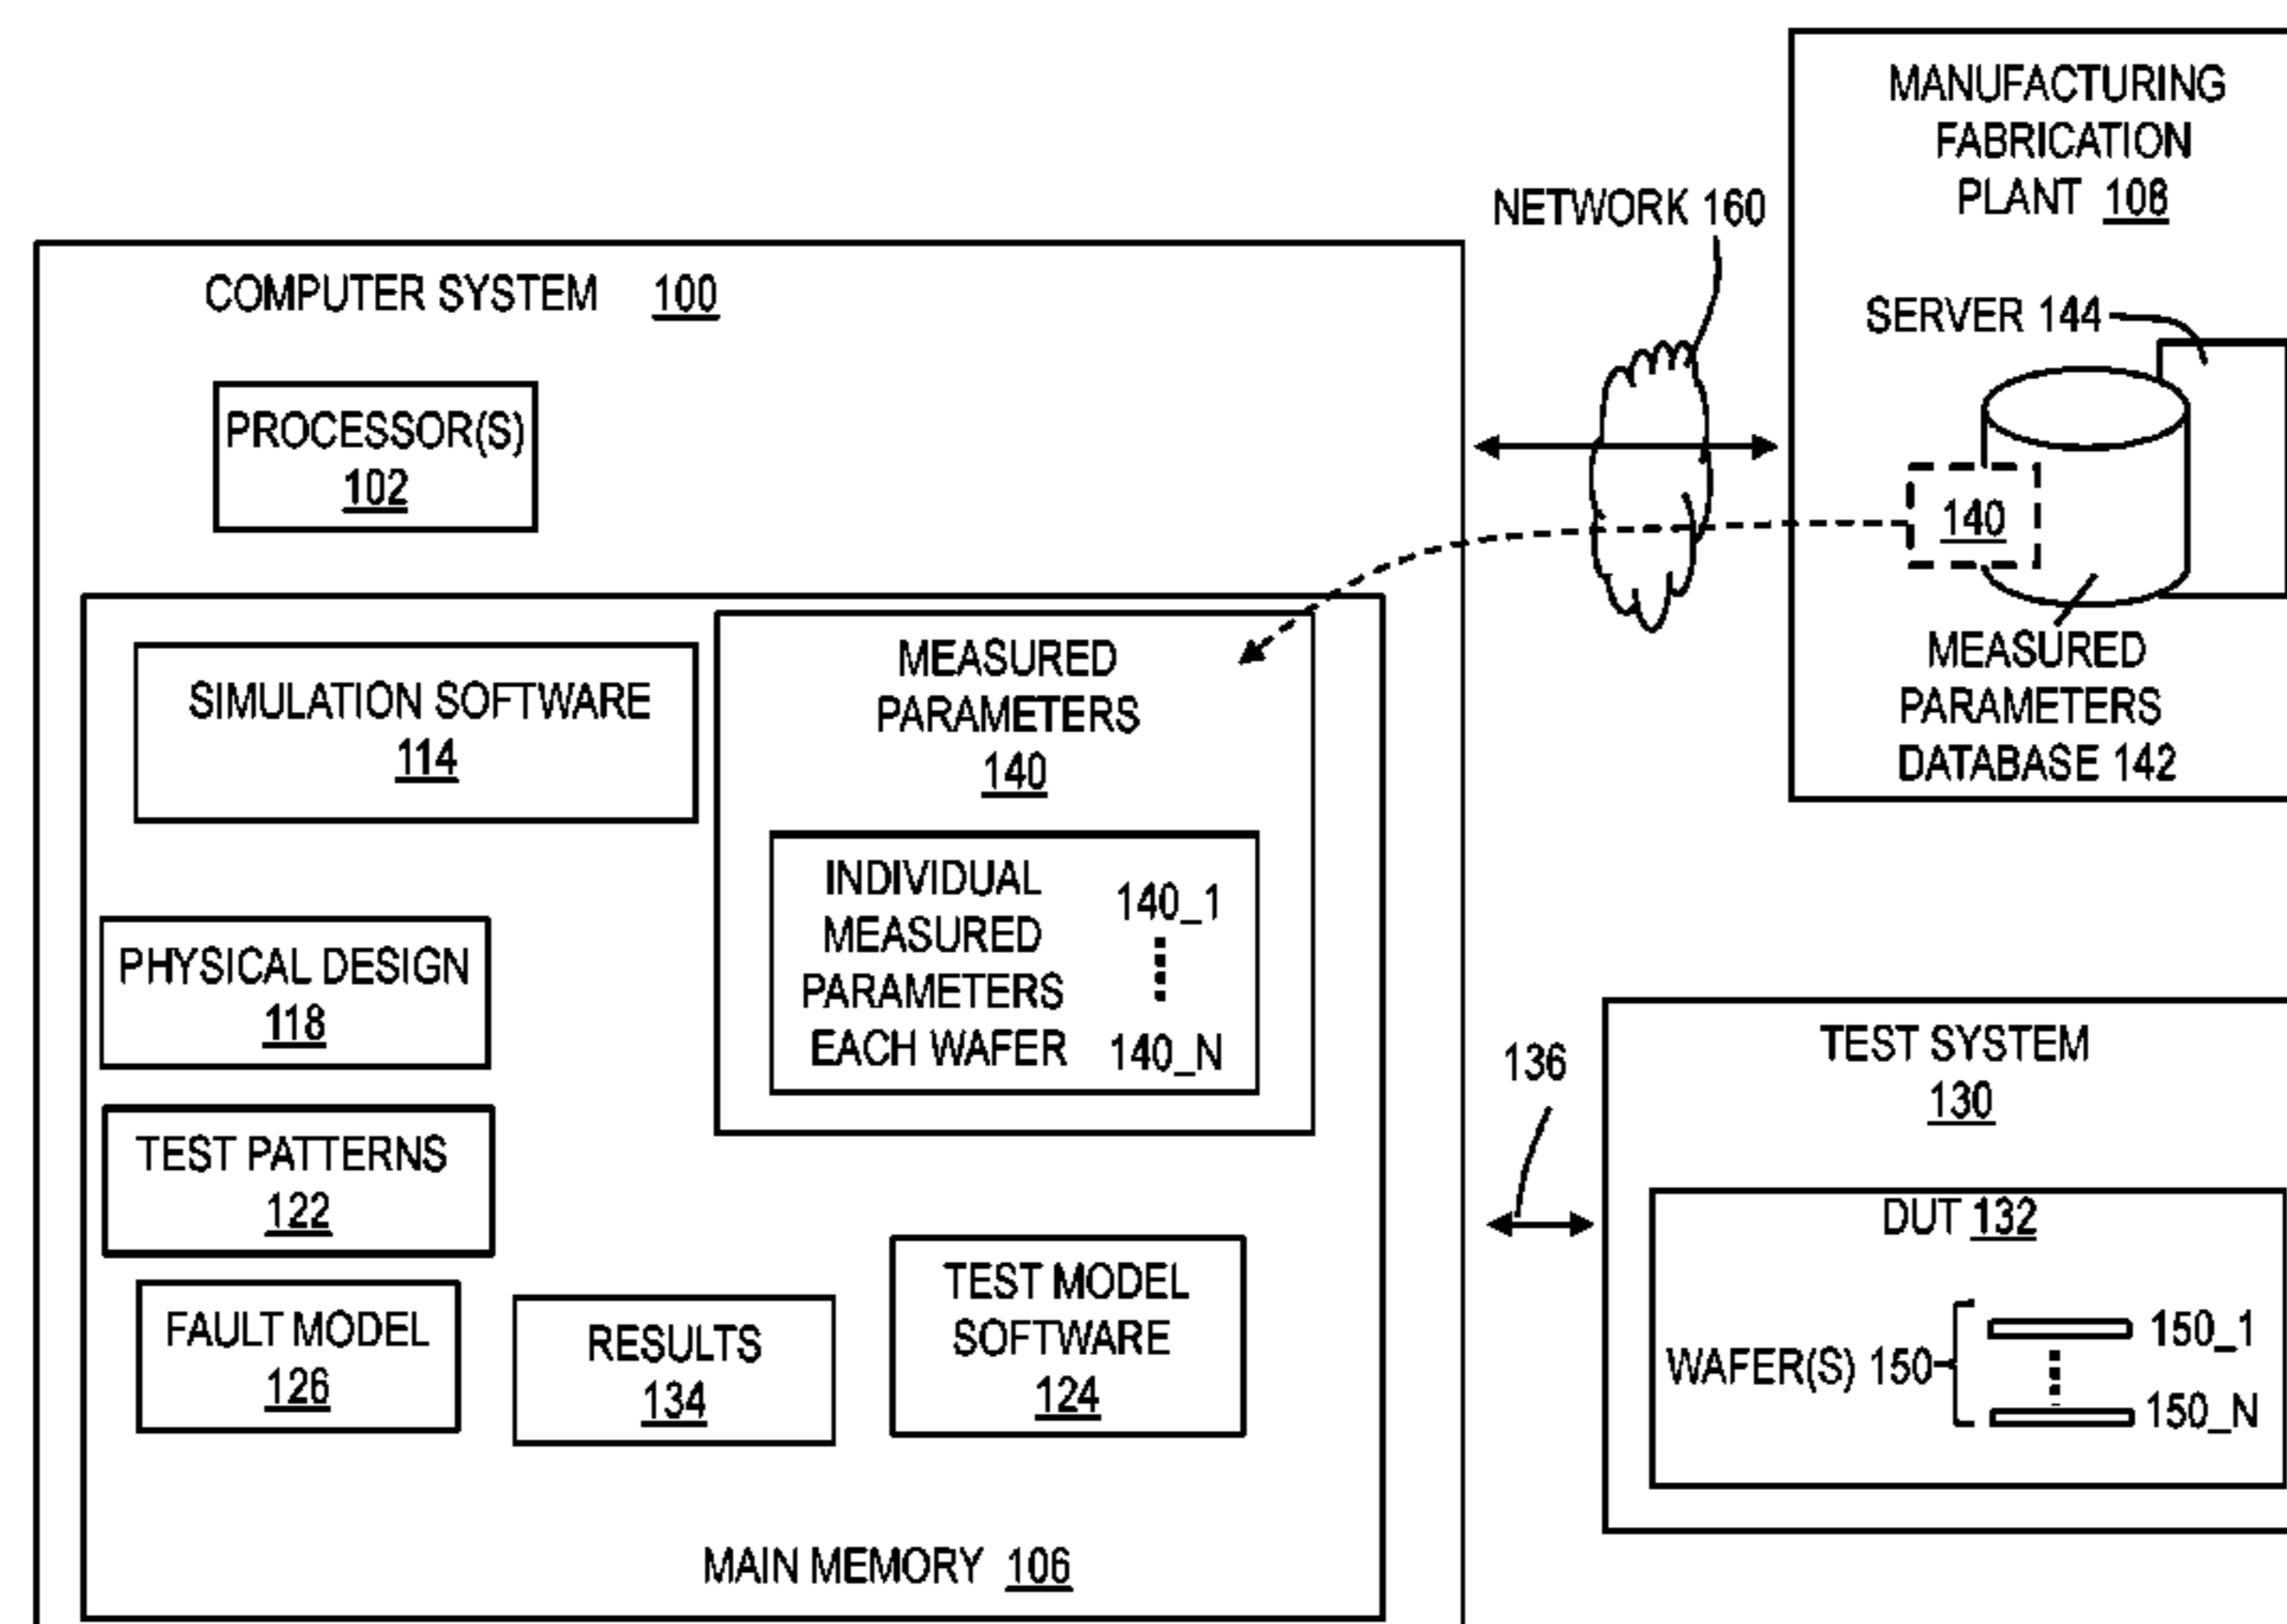 COMPUTER SYSTEM 100
PROCESSOR(S)
102
SIMULATION SOFTWARE
114
MEASURED
PARAMETERS
140
INDIVIDUAL
MEASURED
PARAMETERS
EACH WAFER
140_1
140_N
PHYSICAL DESIGN
118
TEST PATTERNS
122
FAULT MODEL
126
RESULTS
134
TEST MODEL
SOFTWARE
124
MAIN MEMORY 106
NETWORK 160
MANUFACTURING
FABRICATION
PLANT 108
SERVER 144
140
MEASURED
PARAMETERS
DATABASE 142
136
TEST SYSTEM
130
DUT 132
WAFER(S) 150
150_1
150_N